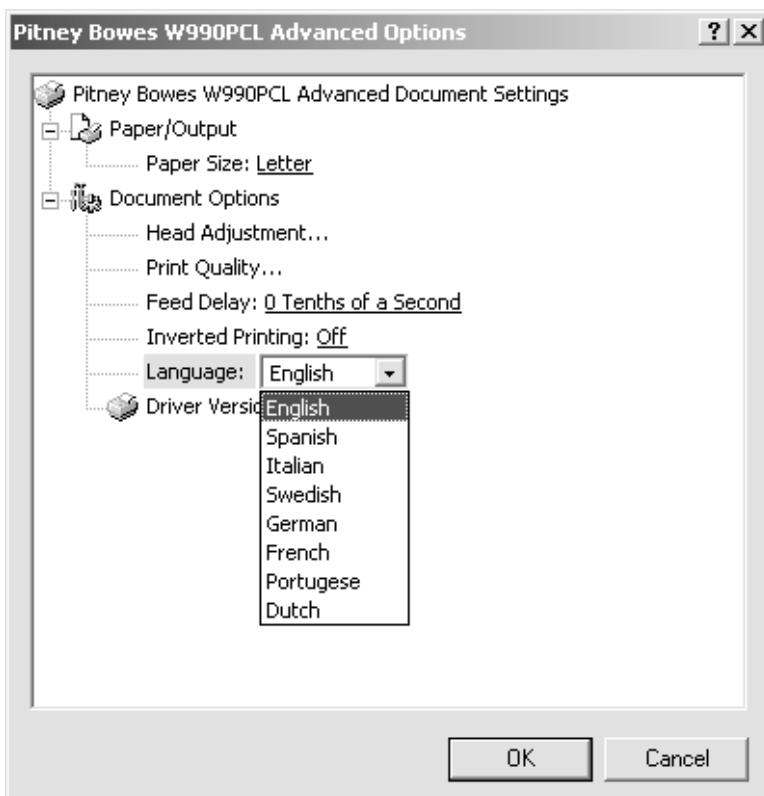 Pitney Bowes W990PCL Advanced Options
Pitney Bowes W990PCL Advanced Document Settings
Paper/Output
Paper Size: Letter
Document Options
Head Adjustment...
Print Quality...
Feed Delay: 0 Tenths of a Second
Inverted Printing: Off
Language: English
Driver
English
Spanish
Italian
Swedish
German
French
Portugese
Dutch
OK Cancel